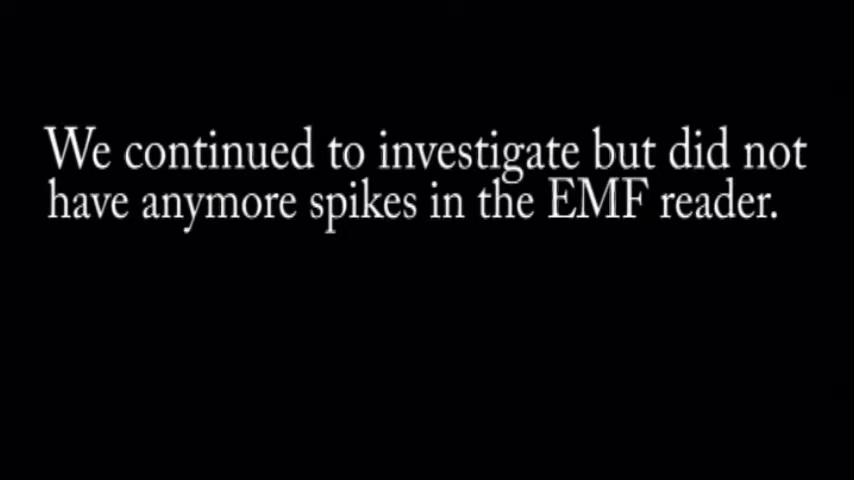 We continued to investigate but did not
have anymore spikes in the EMF reader.